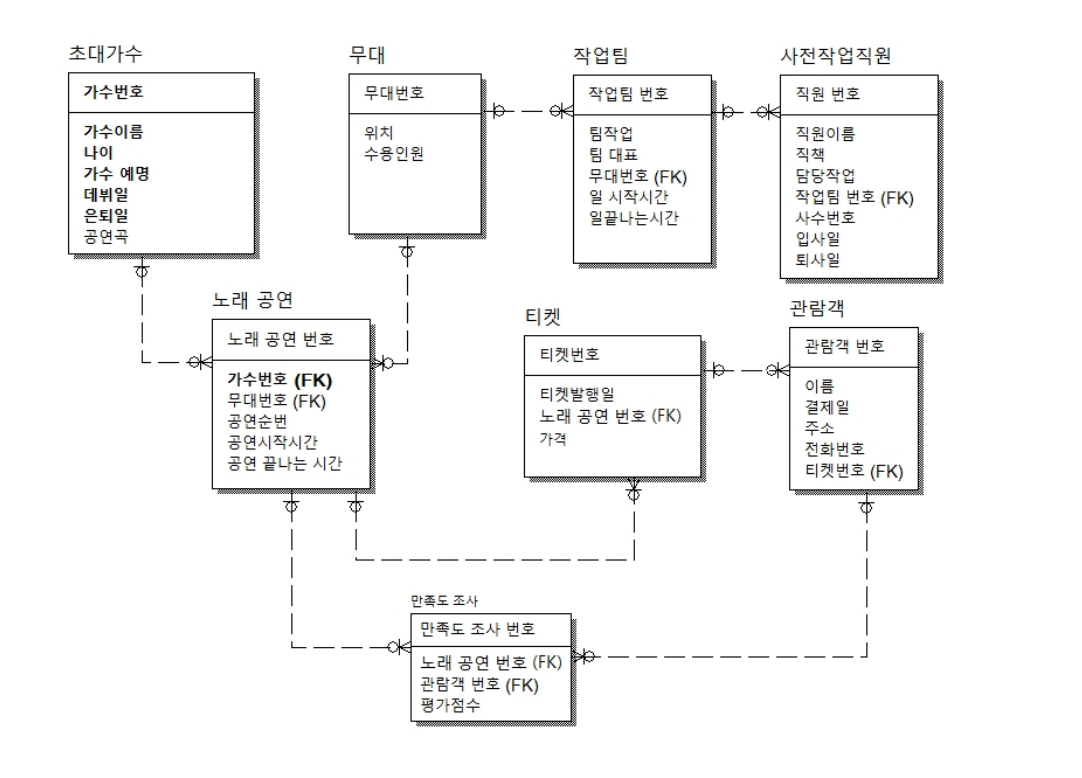 초대가수
가수번호
가수이름
나이
가수 예명
데뷔일
은퇴일
공연곡
무대
무대번호
위치
수용인원
작업팀
작업팀 번호
팀작업
팀 대표
무대번호 (FK)
일 시작시간
일끝나는시간
사전작업직원
직원 번호
직원이름
직책
담당작업
작업팀 번호 (FK)
사수번호
입사일
퇴사일
노래 공연
노래 공연 번호
가수번호 (FK)
무대번호 (FK)
공연순번
공연시작시간
공연 끝나는 시간
티켓
티켓번호
티켓발행일
노래 공연 번호 (FK)
가격
관람객
관람객 번호
이름
결제일
주소
전화번호
티켓번호 (FK)
만족도 조사
만족도 조사 번호
노래 공연 번호 (FK)
관람객 번호 (FK)
평가점수